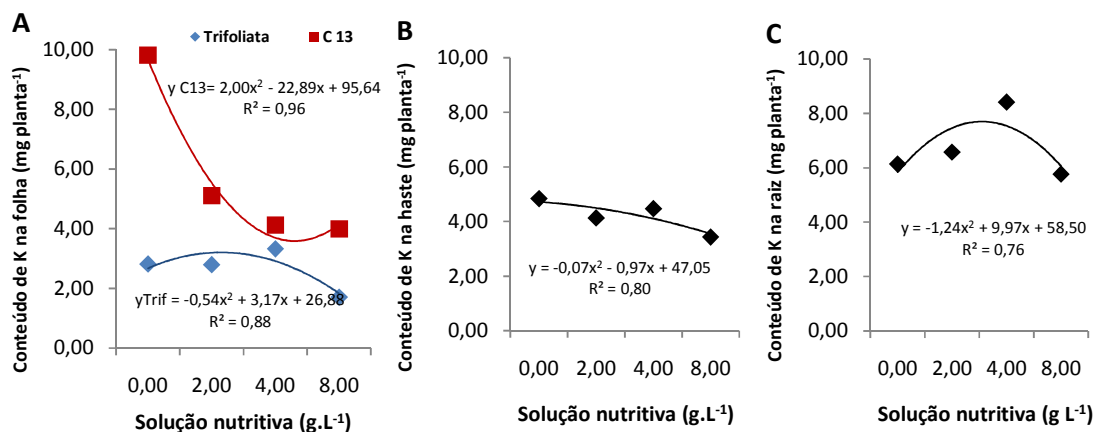 A
Trifoliata
C 13
10,00
8,00
6,00
4,00
2,00
0,00
Conteúdo de K na folha (mg planta⁻¹)
y C13= 2,00x² - 22,89x + 95,64
R² = 0,96
yTrif = -0,54x² + 3,17x + 26,88
R² = 0,88
0,00 2,00 4,00 8,00
Solução nutritiva (g.L⁻¹)
B
10,00
8,00
6,00
4,00
2,00
0,00
Conteúdo de K na haste (mg planta⁻¹)
y = -0,07x² - 0,97x + 47,05
R² = 0,80
0,00 2,00 4,00 8,00
Solução nutritiva (g.L⁻¹)
C
10,00
8,00
6,00
4,00
2,00
0,00
Conteúdo de K na raiz (mg planta⁻¹)
y = -1,24x² + 9,97x + 58,50
R² = 0,76
0,00 2,00 4,00 8,00
Solução nutritiva (g L⁻¹)